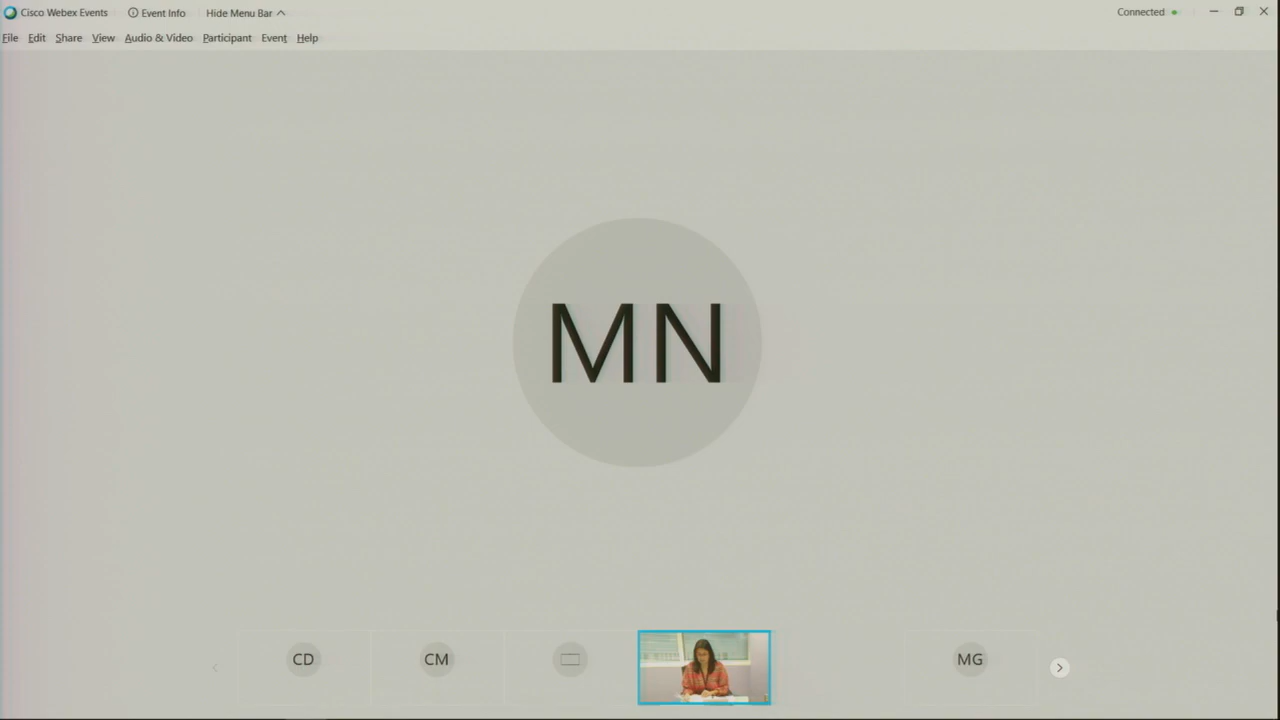 Cisco Webex Events Event Info Hide Menu Bar Connected
File Edit Share View Audio & Video Participant Event Help
MN
CD CM MG